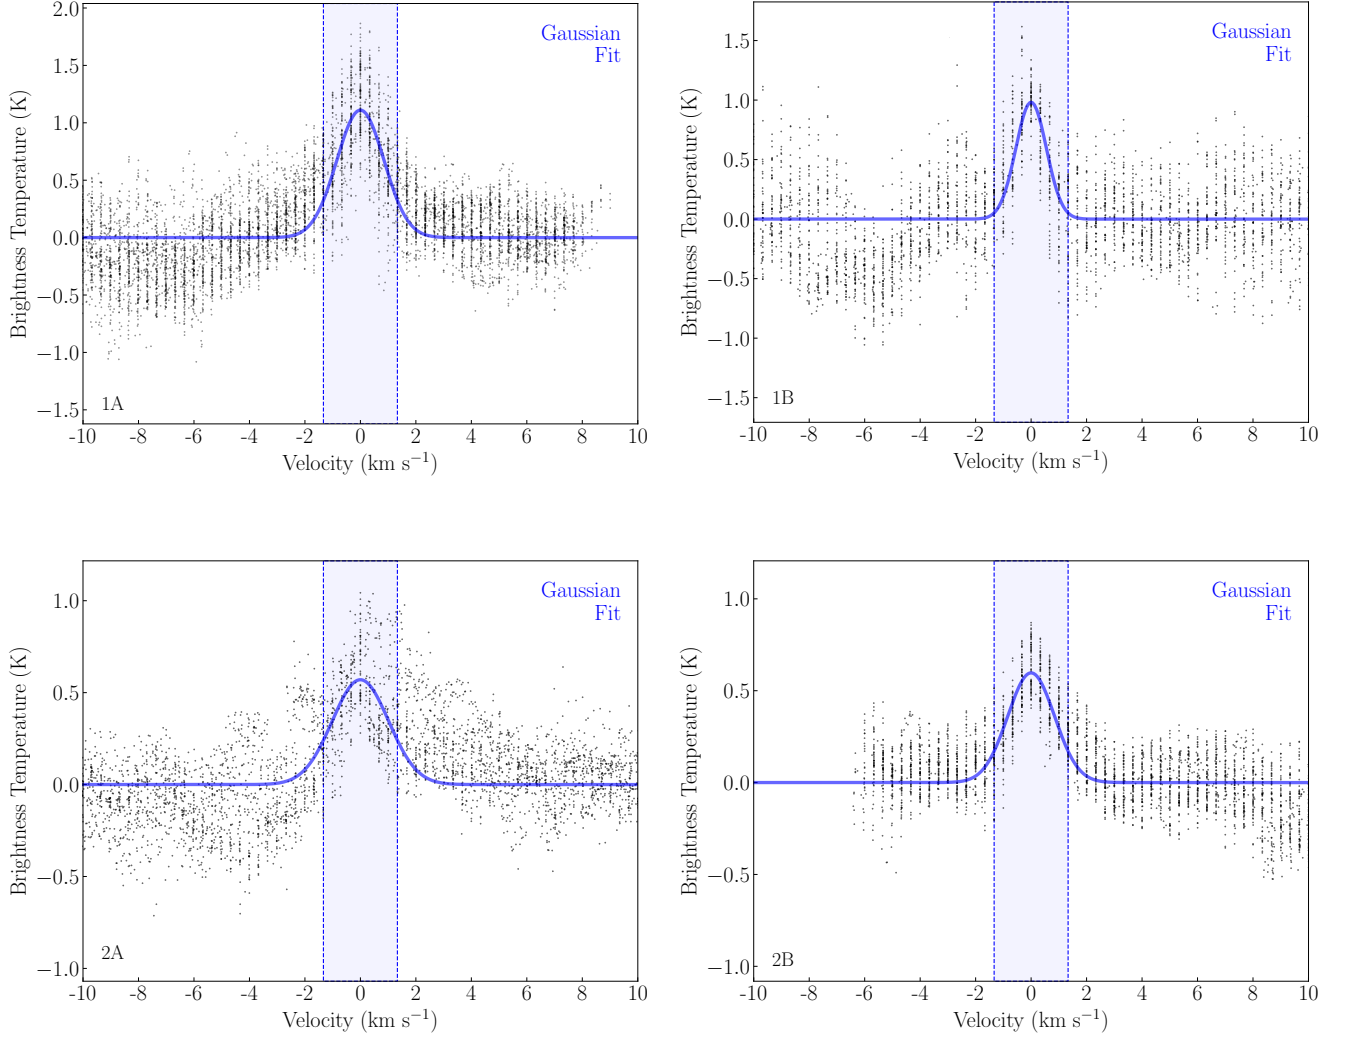 2.0
1.5
1.0
0.5
0.0
−0.5
−1.0
−1.5
Brightness Temperature (K)
Gaussian
Fit
1A
-10 -8 -6 -4 -2 0 2 4 6 8 10
Velocity (km s⁻¹)
1.5
1.0
0.5
0.0
−0.5
−1.0
−1.5
Brightness Temperature (K)
Gaussian
Fit
1B
-10 -8 -6 -4 -2 0 2 4 6 8 10
Velocity (km s⁻¹)
1.0
0.5
0.0
−0.5
−1.0
Brightness Temperature (K)
Gaussian
Fit
2A
-10 -8 -6 -4 -2 0 2 4 6 8 10
Velocity (km s⁻¹)
1.0
0.5
0.0
−0.5
−1.0
Brightness Temperature (K)
Gaussian
Fit
2B
-10 -8 -6 -4 -2 0 2 4 6 8 10
Velocity (km s⁻¹)